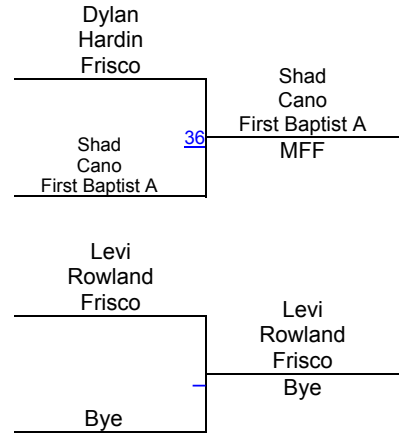 Dylan
Hardin
Frisco
Shad
Cano
First Baptist A
36
Shad
Cano
First Baptist A
MFF
Levi
Rowland
Frisco
Bye
Levi
Rowland
Frisco
Bye